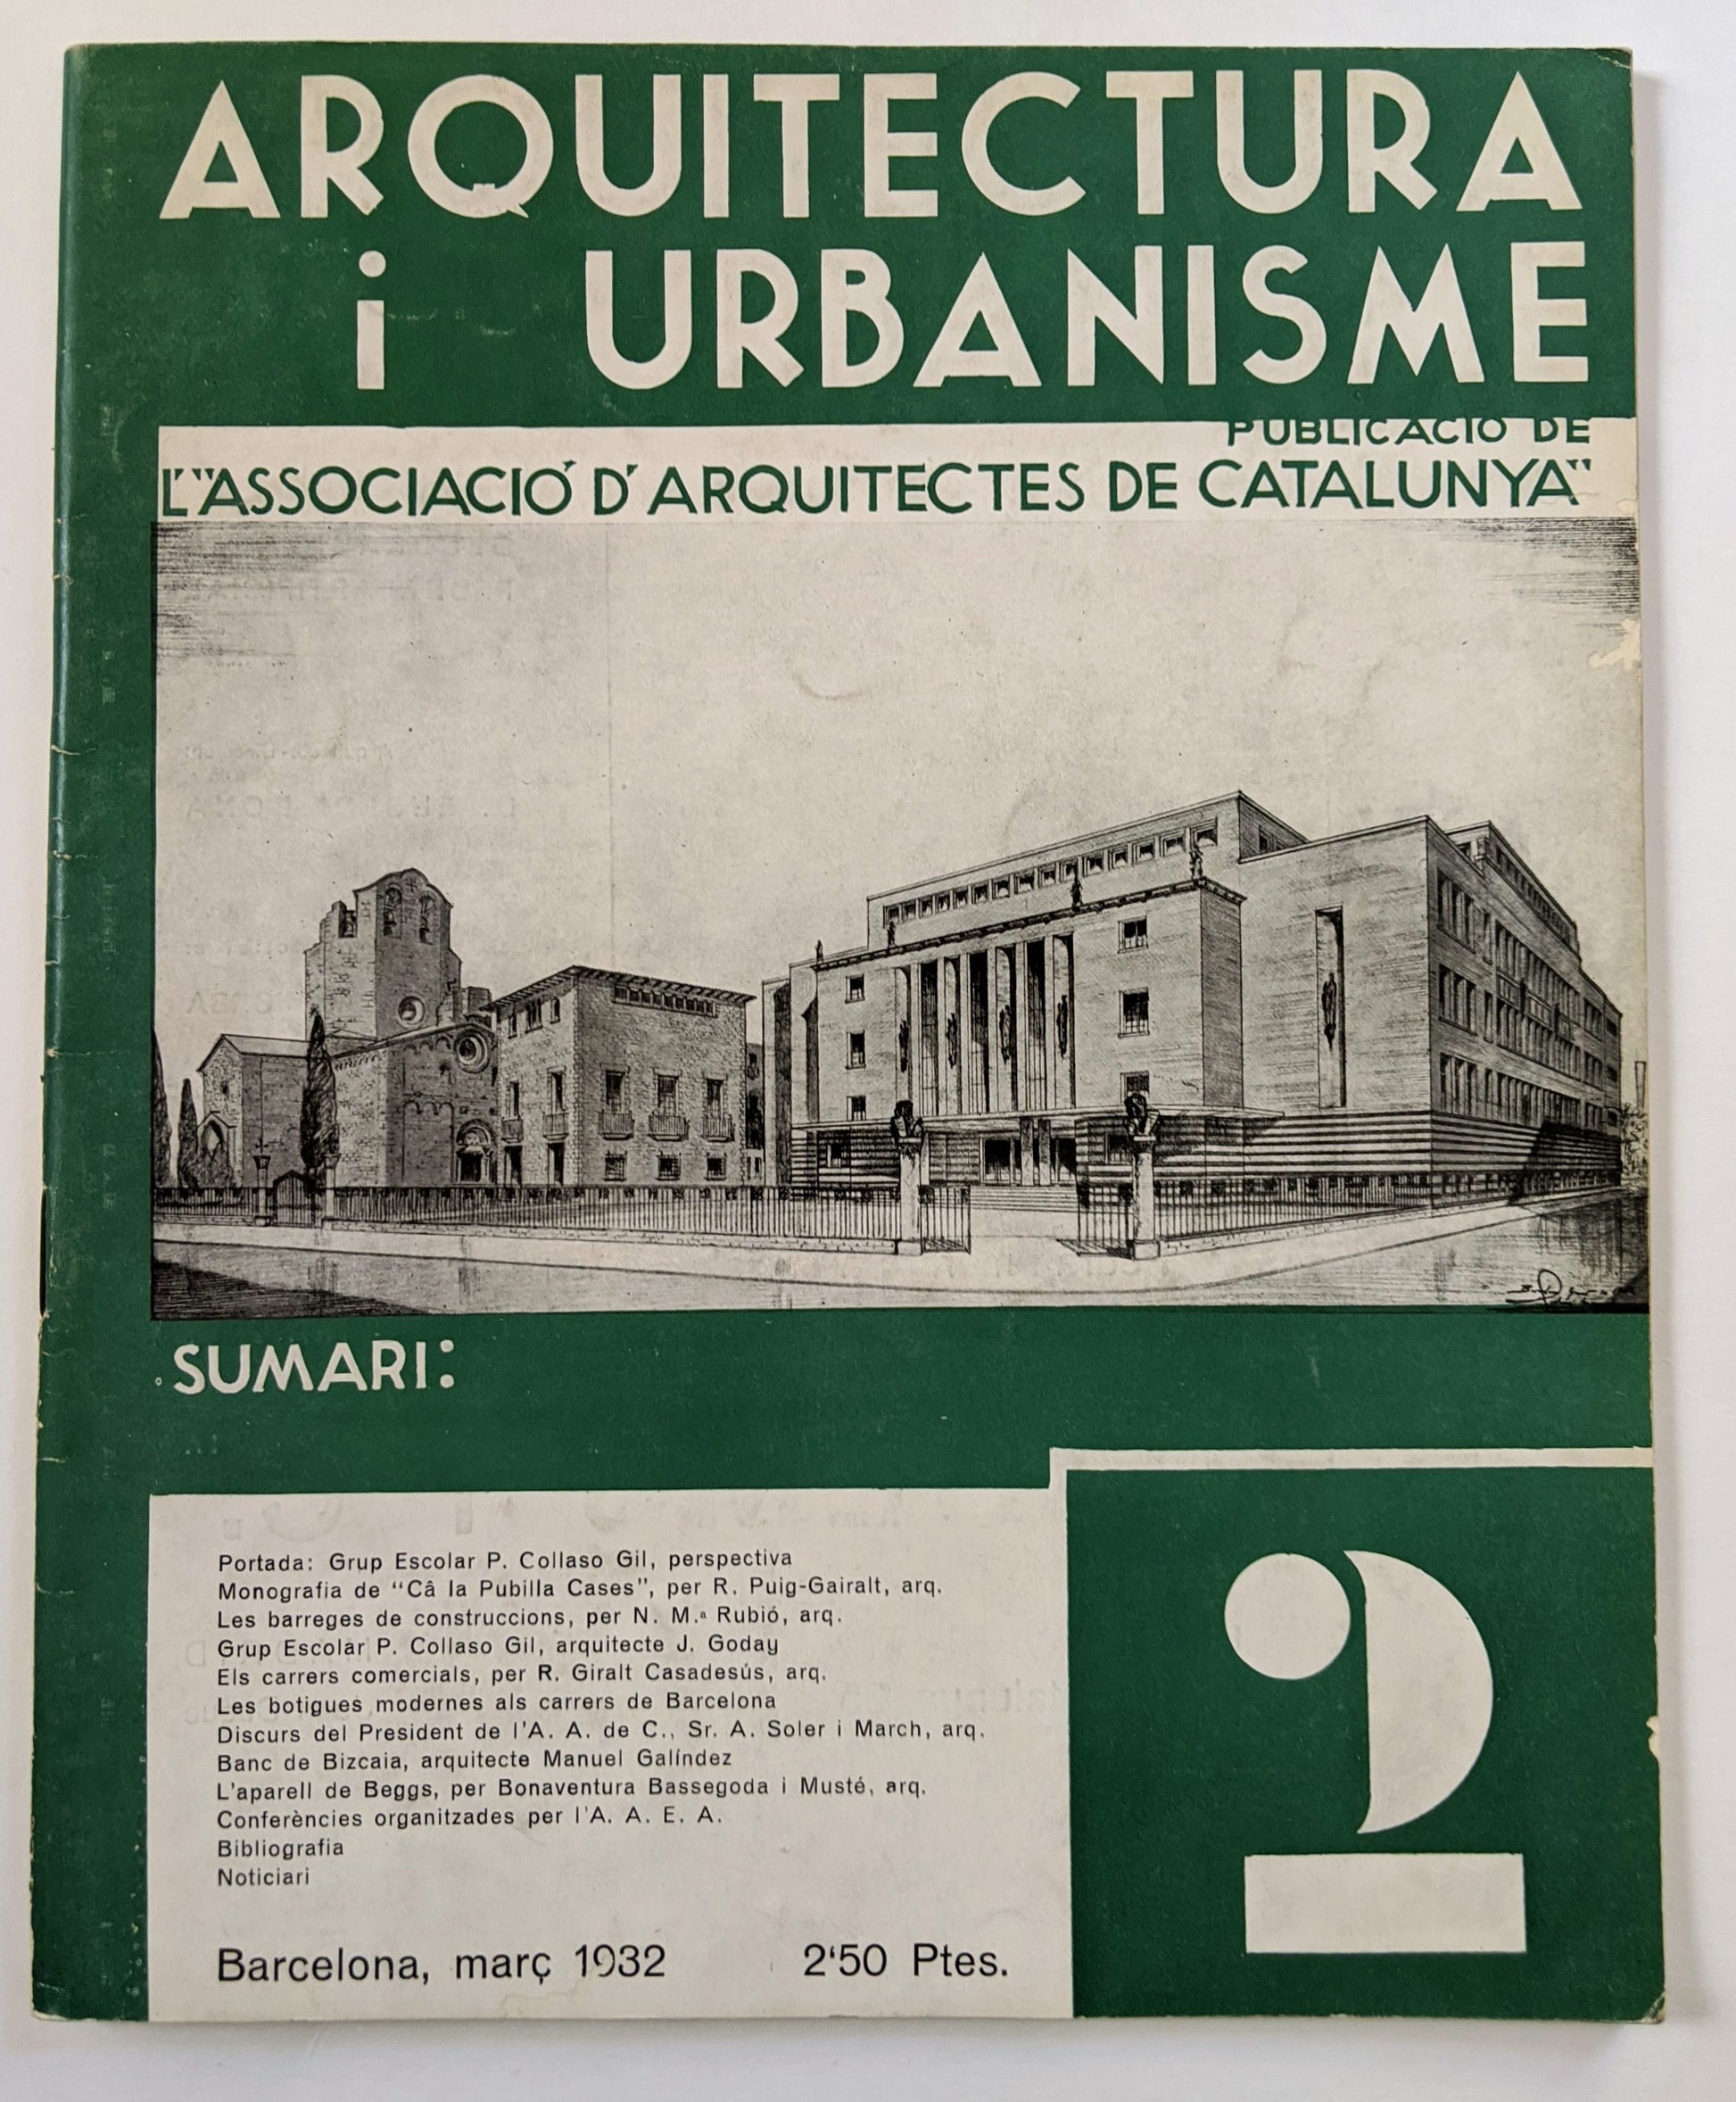 ARQUITECTURA
i URBANISME
PUBLICACIO DE
L'"ASSOCIACIÓ D'ARQUITECTES DE CATALUNYA"
SUMARI:
Portada: Grup Escolar P. Collaso Gil, perspectiva
Monografia de "Câ la Pubilla Cases", per R. Puig-Gairalt, arq.
Les barreges de construccions, per N. M.ª Rubió, arq.
Grup Escolar P. Collaso Gil, arquitecte J. Goday
Els carrers comercials, per R. Giralt Casadesús, arq.
Les botigues modernes als carrers de Barcelona
Discurs del President de l'A. A. de C., Sr. A. Soler i March, arq.
Banc de Bizcaia, arquitecte Manuel Galíndez
L'aparell de Beggs, per Bonaventura Bassegoda i Musté, arq.
Conferències organitzades per l'A. A. E. A.
Bibliografia
Noticiari
Barcelona, març 1932 2'50 Ptes.
2